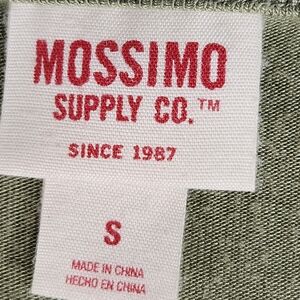 MOSSIMO
SUPPLY CO.™
SINCE 1987
S
MADE IN CHINA
HECHO EN CHINA